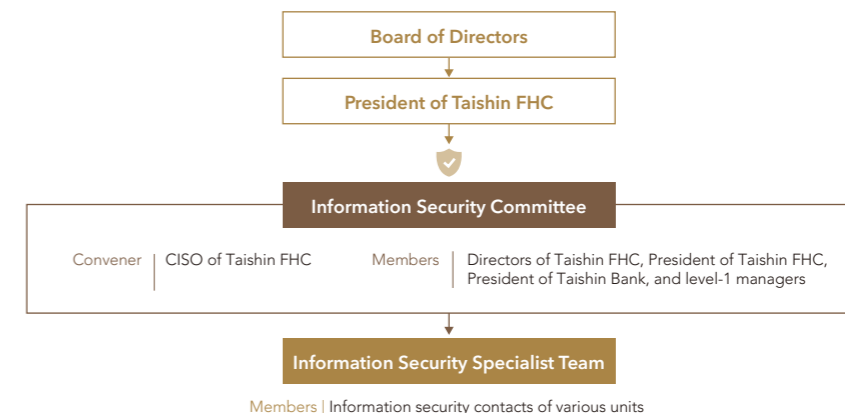 Board of Directors
President of Taishin FHC
Information Security Committee
Convener | CISO of Taishin FHC
Members | Directors of Taishin FHC, President of Taishin FHC,
President of Taishin Bank, and level-1 managers
Information Security Specialist Team
Members | Information security contacts of various units